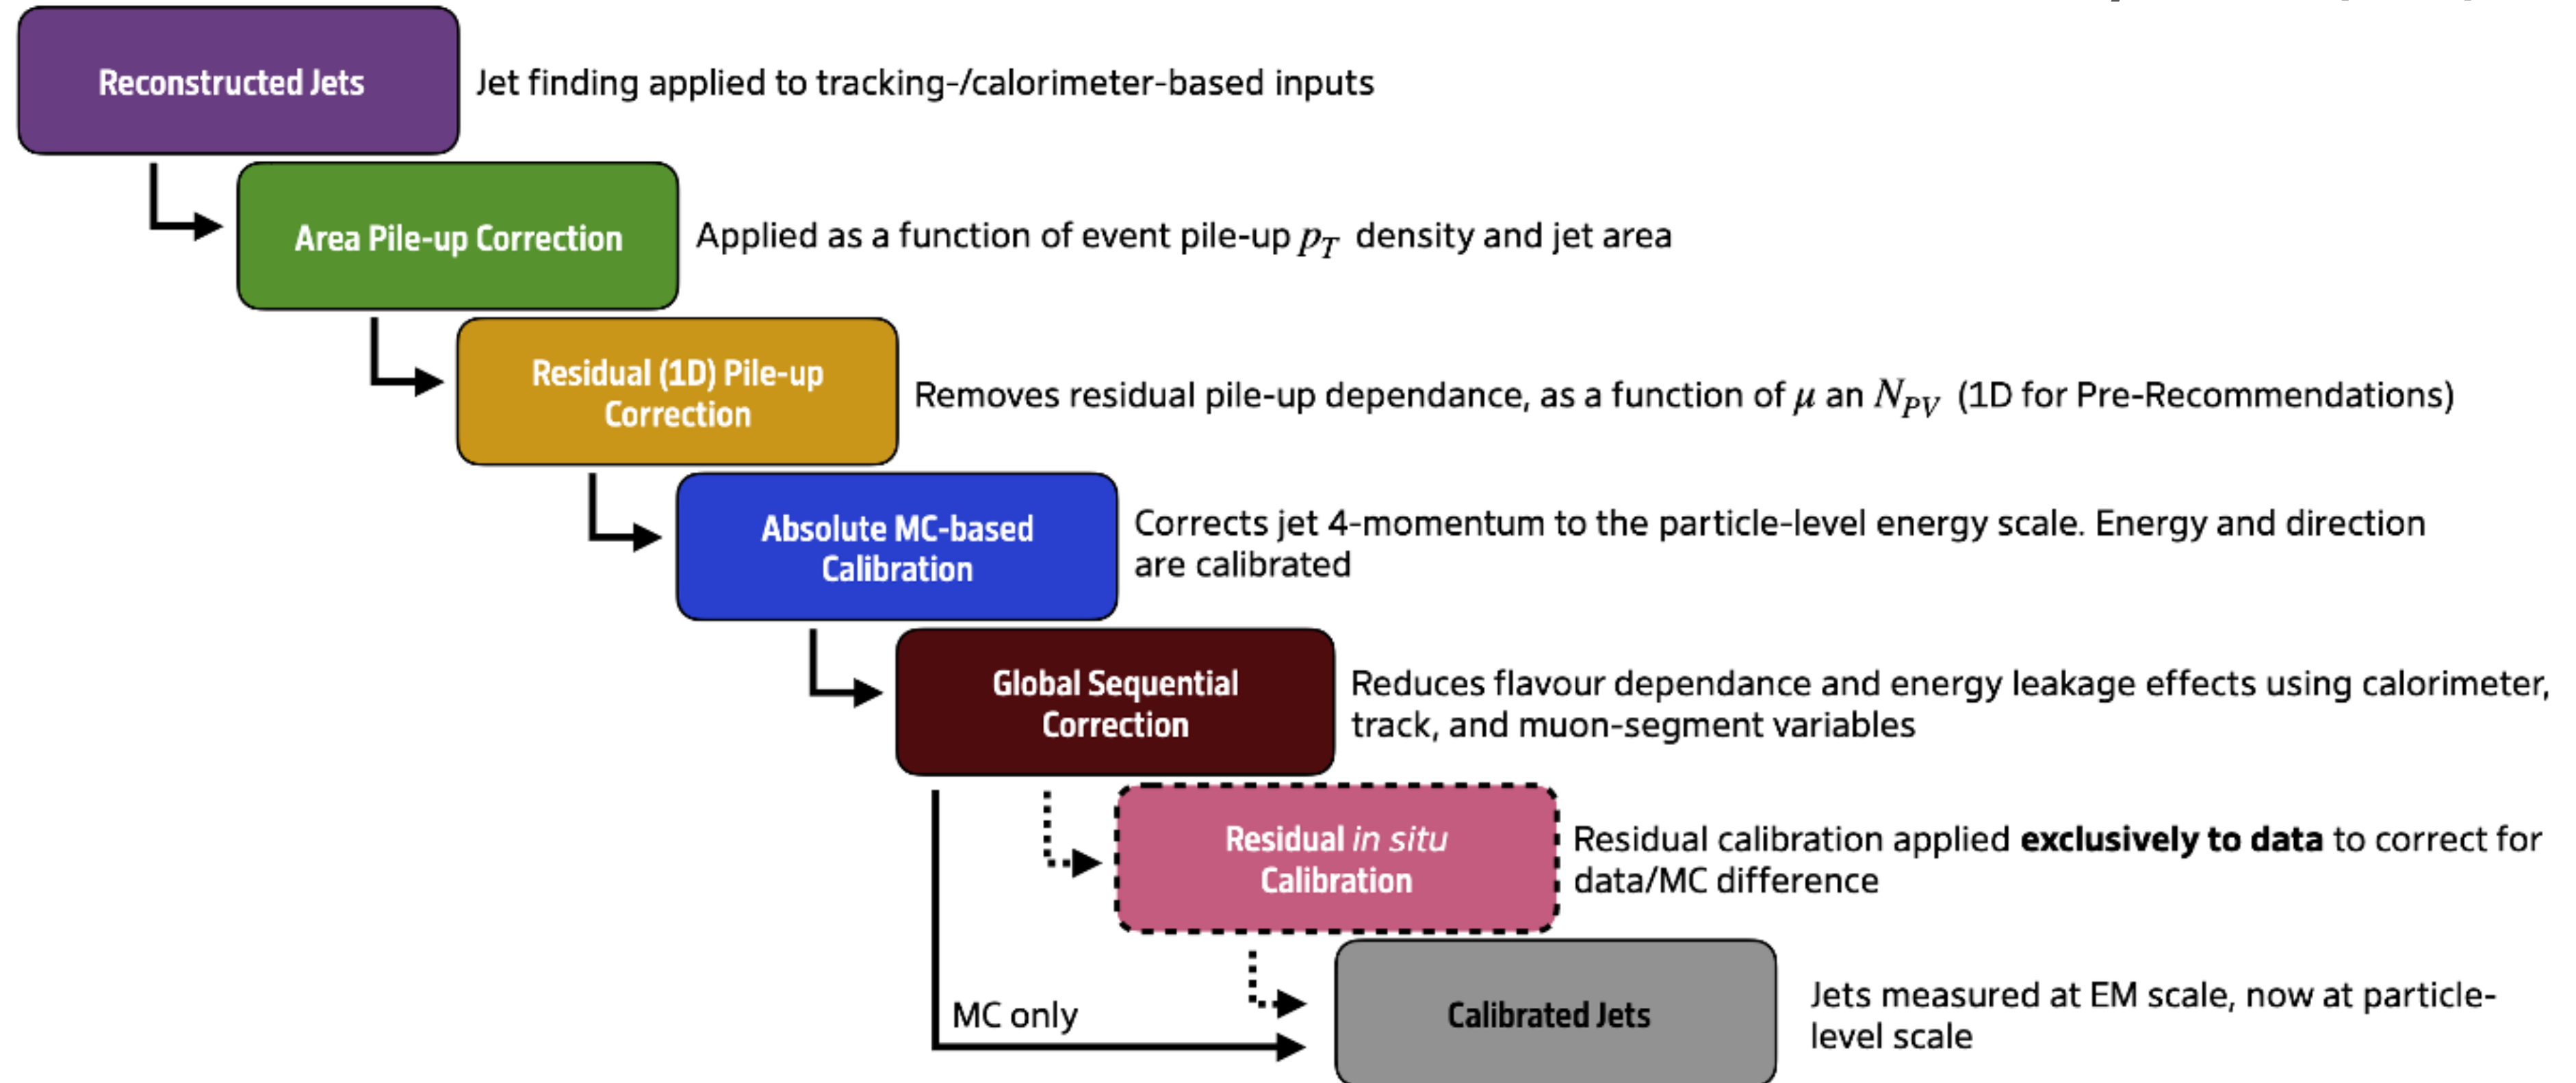 Reconstructed Jets
Jet finding applied to tracking-/calorimeter-based inputs
Area Pile-up Correction
Applied as a function of event pile-up p_T density and jet area
Residual (1D) Pile-up
Correction
Removes residual pile-up dependance, as a function of μ an N_PV (1D for Pre-Recommendations)
Absolute MC-based
Calibration
Corrects jet 4-momentum to the particle-level energy scale. Energy and direction
are calibrated
Global Sequential
Correction
Reduces flavour dependance and energy leakage effects using calorimeter,
track, and muon-segment variables
Residual in situ
Calibration
Residual calibration applied exclusively to data to correct for
data/MC difference
MC only
Calibrated Jets
Jets measured at EM scale, now at particle-
level scale